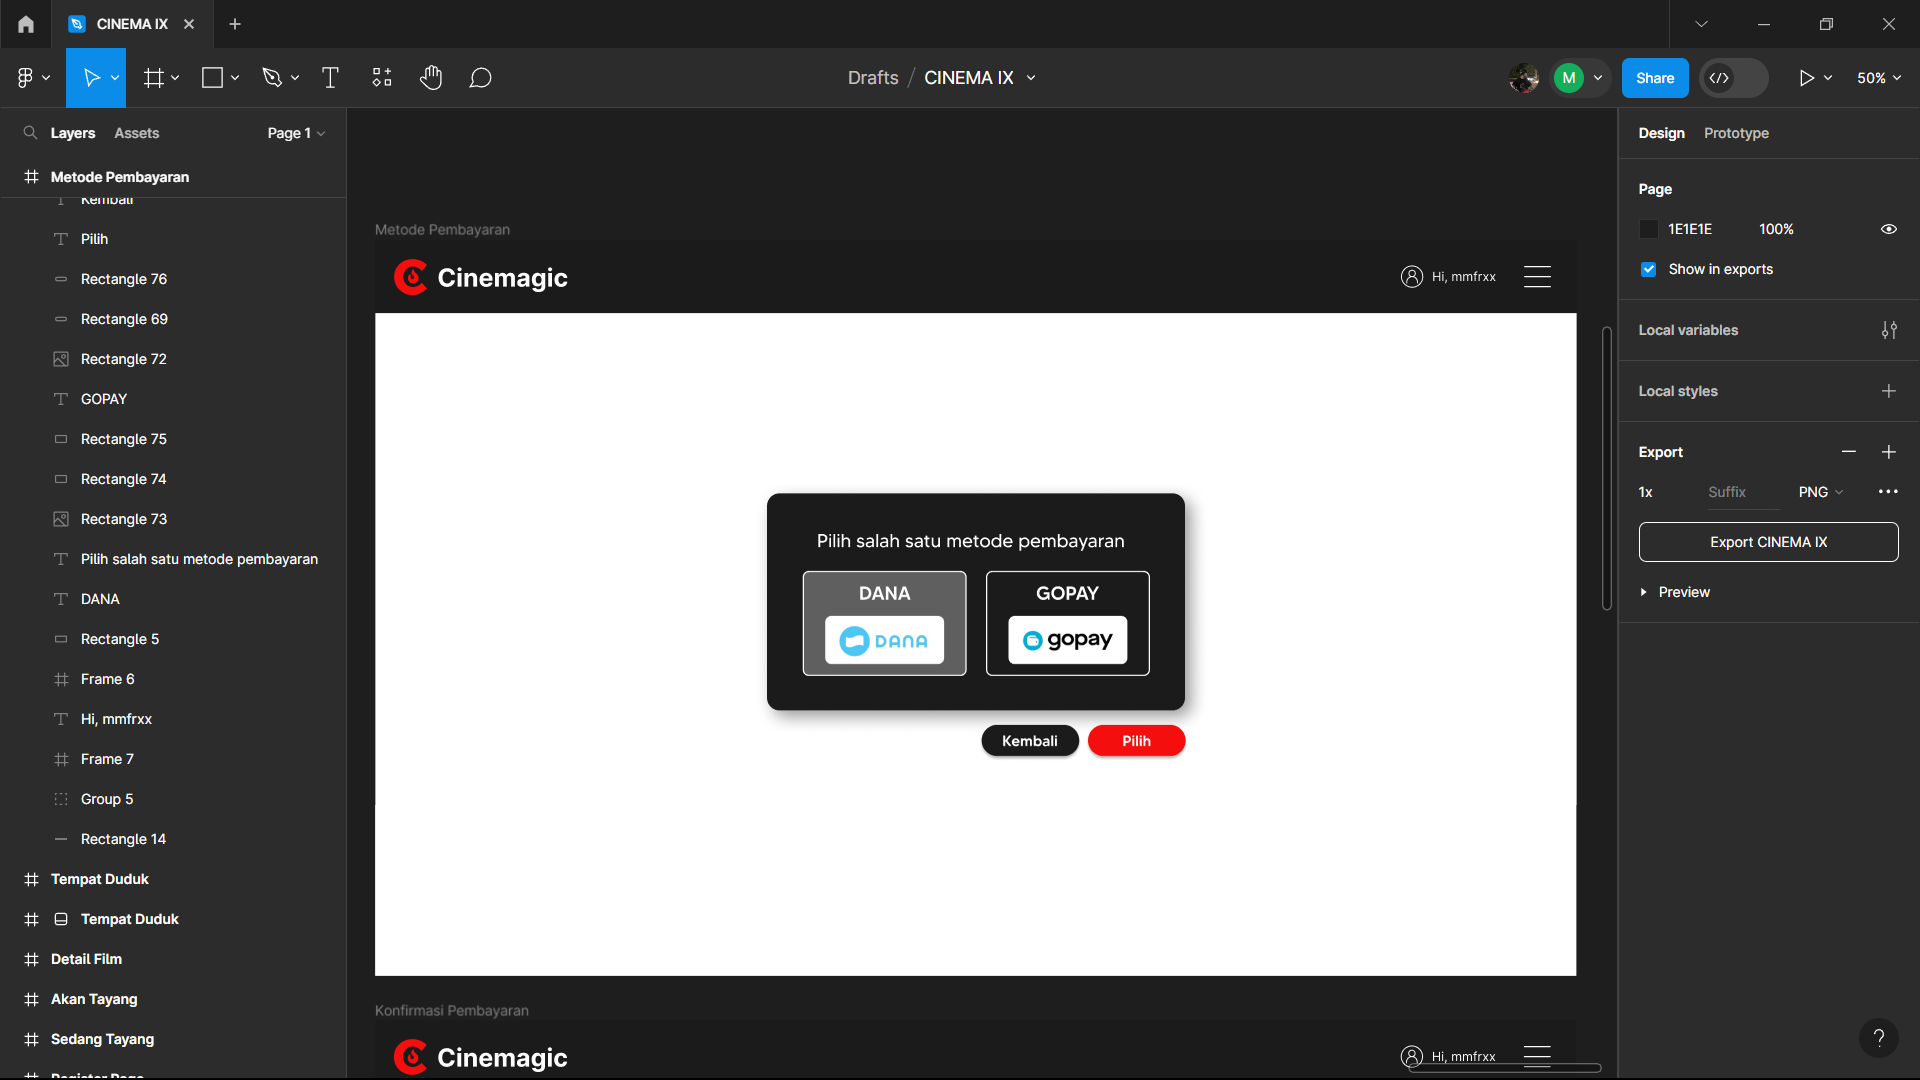 CINEMA IX
Drafts / CINEMA IX
M
Share
50%
Layers
Assets
Page 1
Metode Pembayaran
Kembali
Pilih
Rectangle 76
Rectangle 69
Rectangle 72
GOPAY
Rectangle 75
Rectangle 74
Rectangle 73
Pilih salah satu metode pembayaran
DANA
Rectangle 5
Frame 6
Hi, mmfrxx
Frame 7
Group 5
Rectangle 14
Tempat Duduk
Tempat Duduk
Detail Film
Akan Tayang
Sedang Tayang
Register Page
Metode Pembayaran
Cinemagic
Hi, mmfrxx
Pilih salah satu metode pembayaran
DANA
DANA
GOPAY
gopay
Kembali
Pilih
Konfirmasi Pembayaran
Cinemagic
Hi, mmfrxx
Design
Prototype
Page
1E1E1E
100%
Show in exports
Local variables
Local styles
Export
1x
Suffix
PNG
Export CINEMA IX
Preview
?